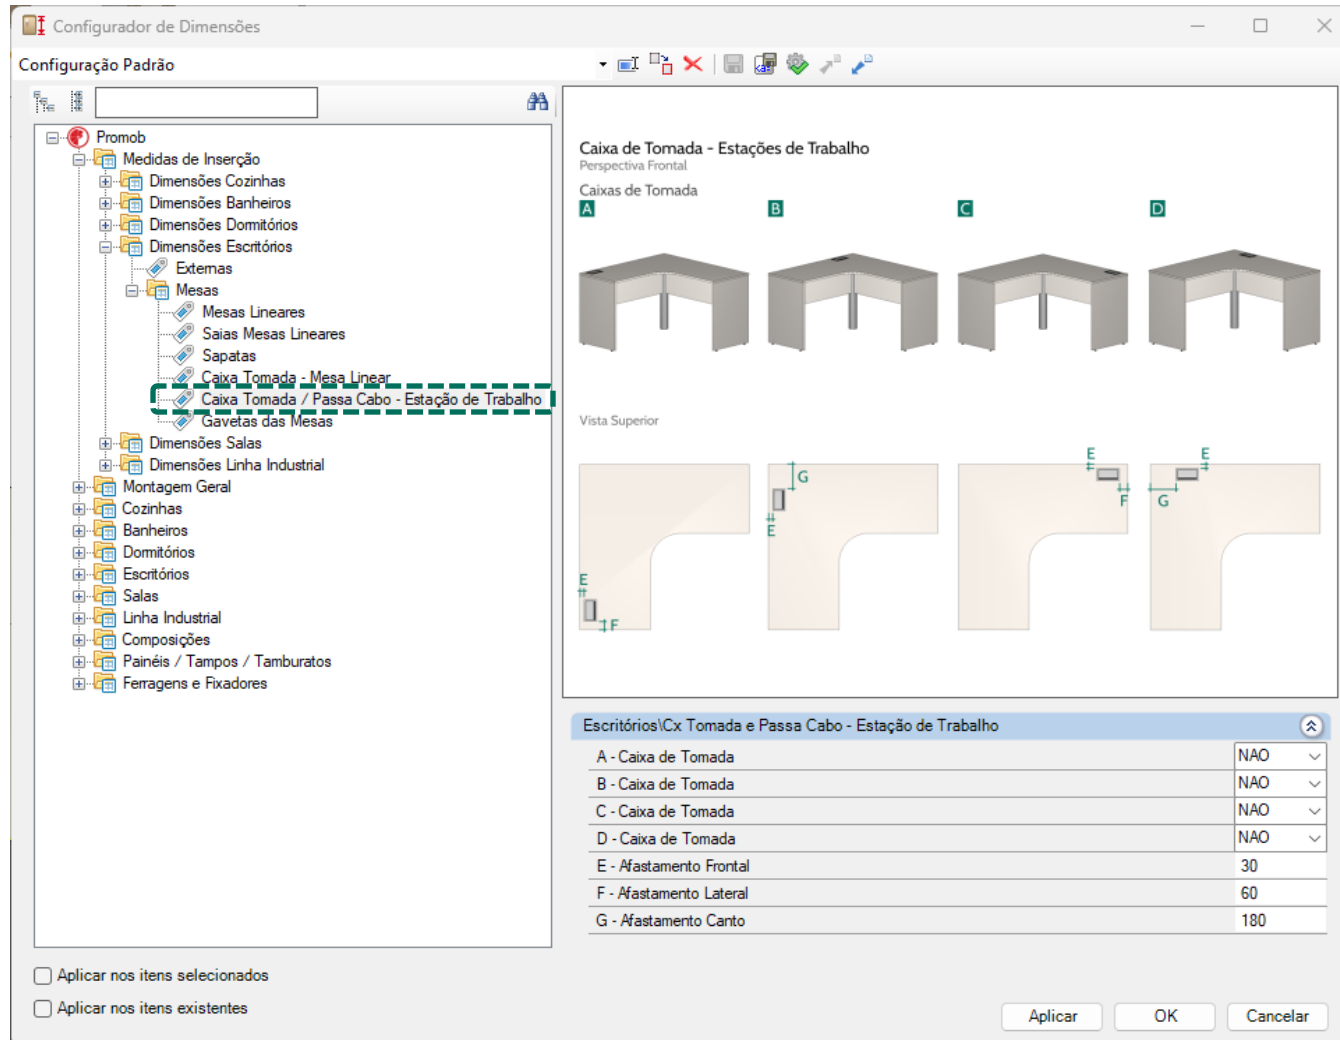 Configurador de Dimensões
Configuração Padrão
Promob
Medidas de Inserção
Dimensões Cozinhas
Dimensões Banheiros
Dimensões Dormitórios
Dimensões Escritórios
Externas
Mesas
Mesas Lineares
Saias Mesas Lineares
Sapatas
Caixa Tomada - Mesa Linear
Caixa Tomada / Passa Cabo - Estação de Trabalho
Gavetas das Mesas
Dimensões Salas
Dimensões Linha Industrial
Montagem Geral
Cozinhas
Banheiros
Dormitórios
Escritórios
Salas
Linha Industrial
Composições
Painéis / Tampos / Tamburatos
Ferragens e Fixadores
Caixa de Tomada - Estações de Trabalho
Perspectiva Frontal
Caixas de Tomada
A B C D
Vista Superior
E F
G E
E F
E G
Escritórios\Cx Tomada e Passa Cabo - Estação de Trabalho
A - Caixa de Tomada NAO
B - Caixa de Tomada NAO
C - Caixa de Tomada NAO
D - Caixa de Tomada NAO
E - Afastamento Frontal 30
F - Afastamento Lateral 60
G - Afastamento Canto 180
Aplicar nos itens selecionados
Aplicar nos itens existentes
Aplicar OK Cancelar